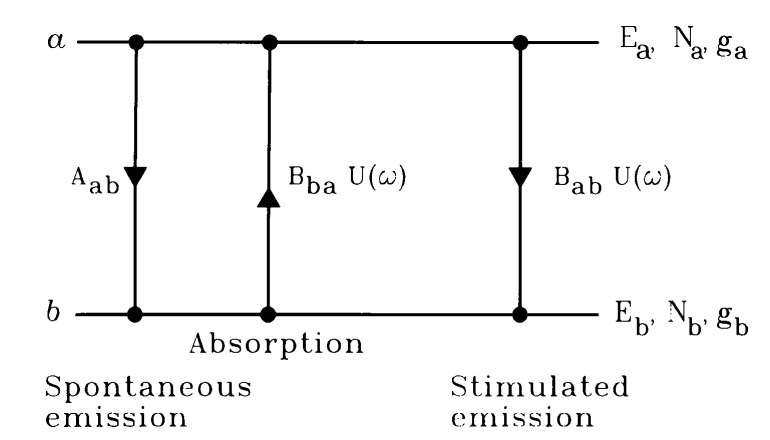 a E_a, N_a, g_a
A_ab B_ba U(ω) B_ab U(ω)
b E_b, N_b, g_b
Absorption
Spontaneous
emission
Stimulated
emission